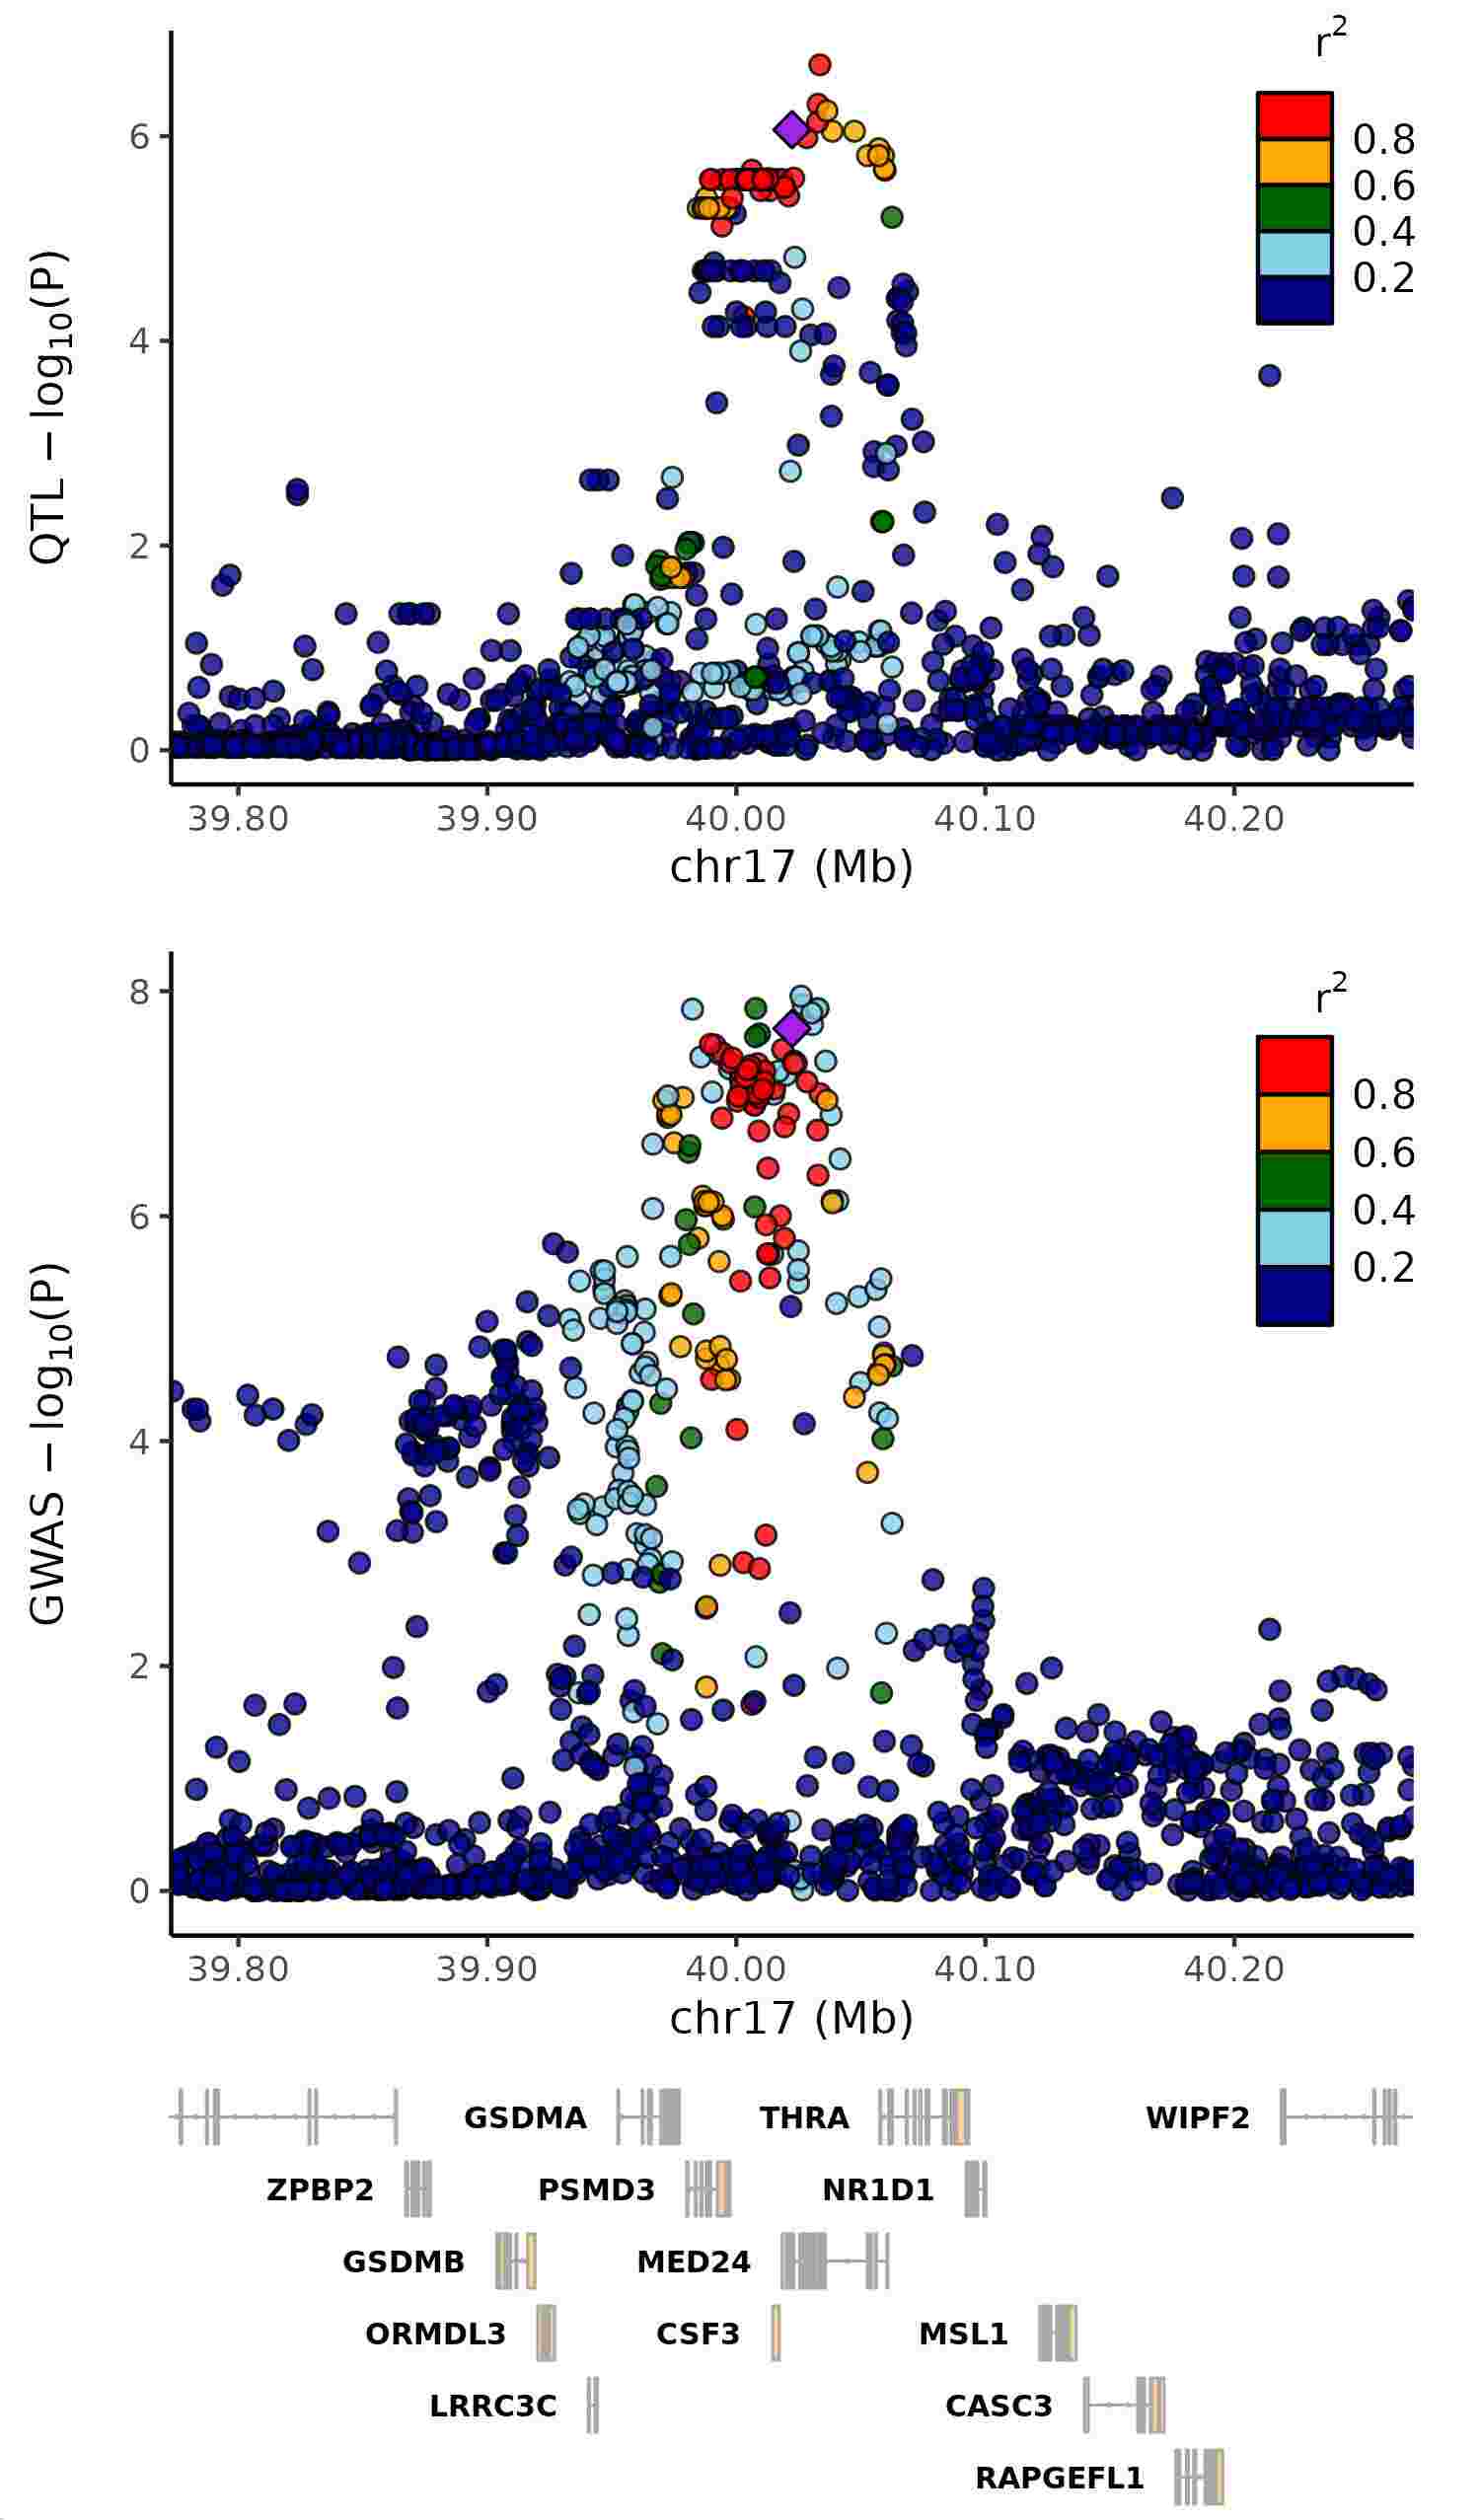 r2
QTL − log10(P)
6
4
2
0
0.8
0.6
0.4
0.2
39.80 39.90 40.00 40.10 40.20
chr17 (Mb)
r2
GWAS − log10(P)
8
6
4
2
0
0.8
0.6
0.4
0.2
39.80 39.90 40.00 40.10 40.20
chr17 (Mb)
GSDMA THRA WIPF2
ZPBP2 PSMD3 NR1D1
GSDMB MED24
ORMDL3 CSF3 MSL1
LRRC3C CASC3
RAPGEFL1